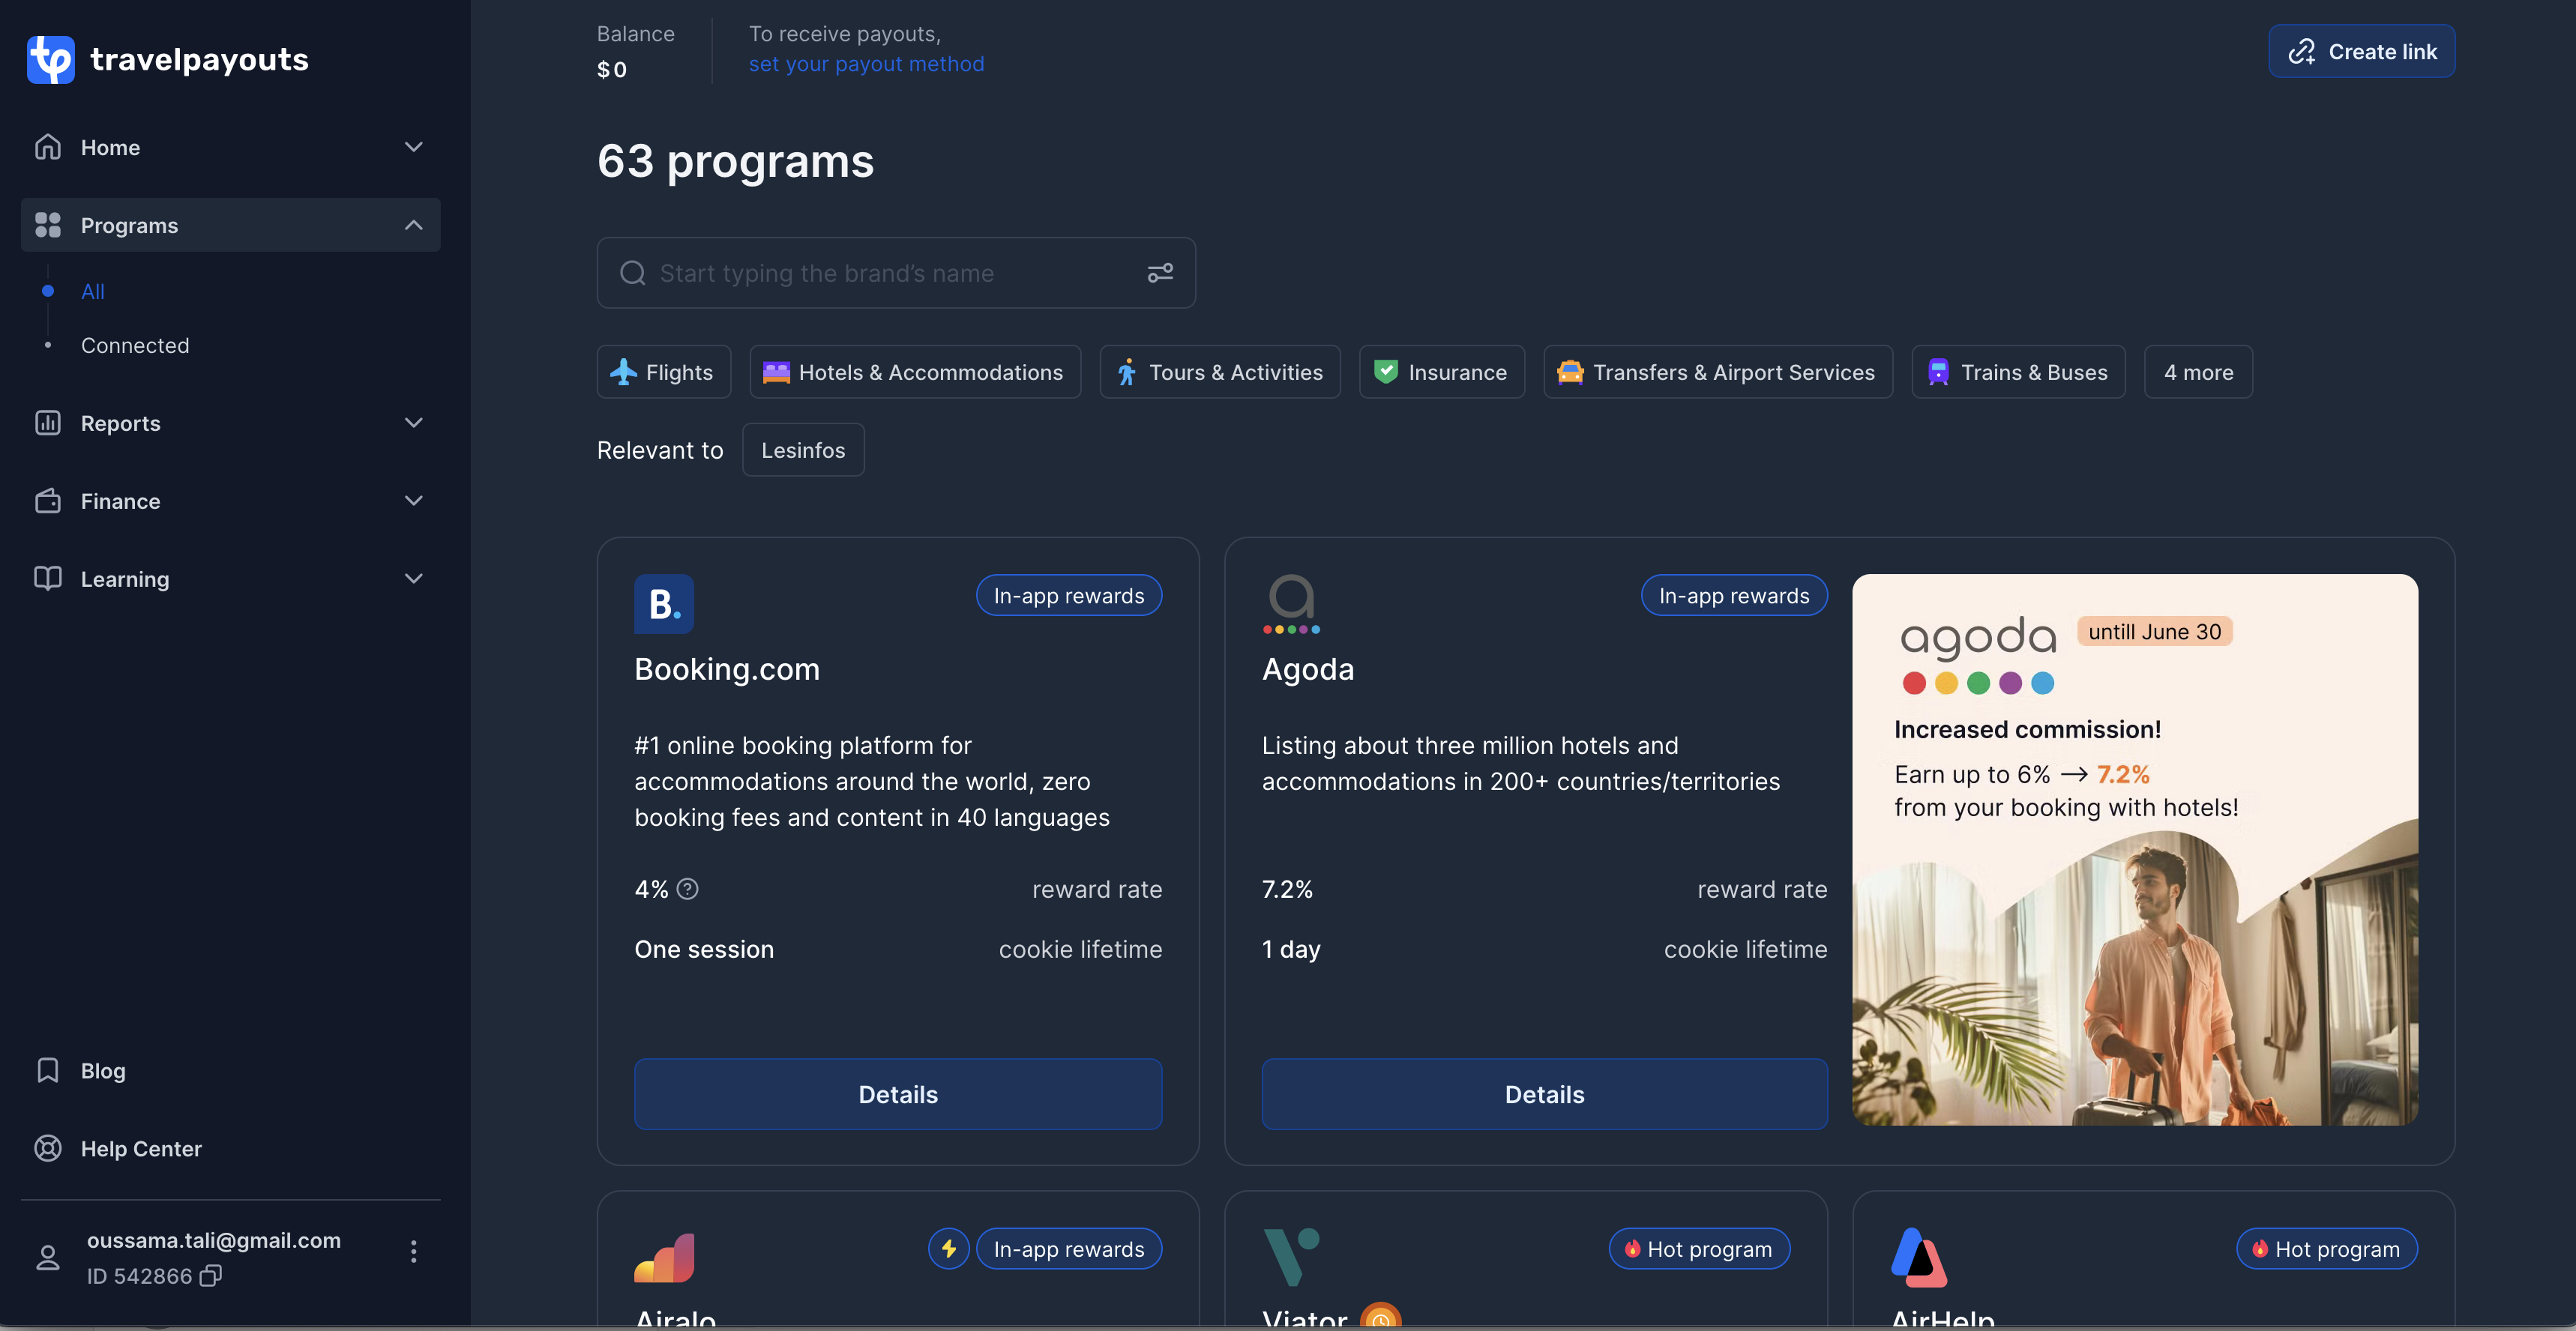 travelpayouts
Home
Programs
All
Connected
Reports
Finance
Learning
Blog
Help Center
oussama.tali@gmail.com
ID 542866
Balance
$0
To receive payouts,
set your payout method
Create link
63 programs
Start typing the brand's name
Flights
Hotels & Accommodations
Tours & Activities
Insurance
Transfers & Airport Services
Trains & Buses
4 more
Relevant to
Lesinfos
B.
In-app rewards
Booking.com
#1 online booking platform for
accommodations around the world, zero
booking fees and content in 40 languages
4% reward rate
One session cookie lifetime
Details
In-app rewards
Agoda
Listing about three million hotels and
accommodations in 200+ countries/territories
7.2% reward rate
1 day cookie lifetime
Details
agoda untill June 30
Increased commission!
Earn up to 6% → 7.2%
from your booking with hotels!
In-app rewards
Airalo
Hot program
Viator
Hot program
AirHelp